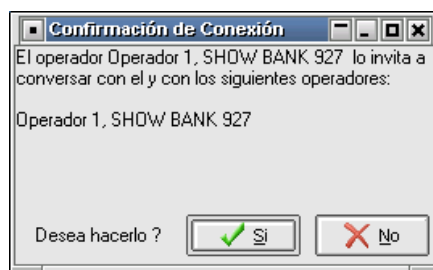 Confirmación de Conexión
El operador Operador 1, SHOW BANK 927 lo invita a
conversar con el y con los siguientes operadores:
Operador 1, SHOW BANK 927
Desea hacerlo ?
Si
No